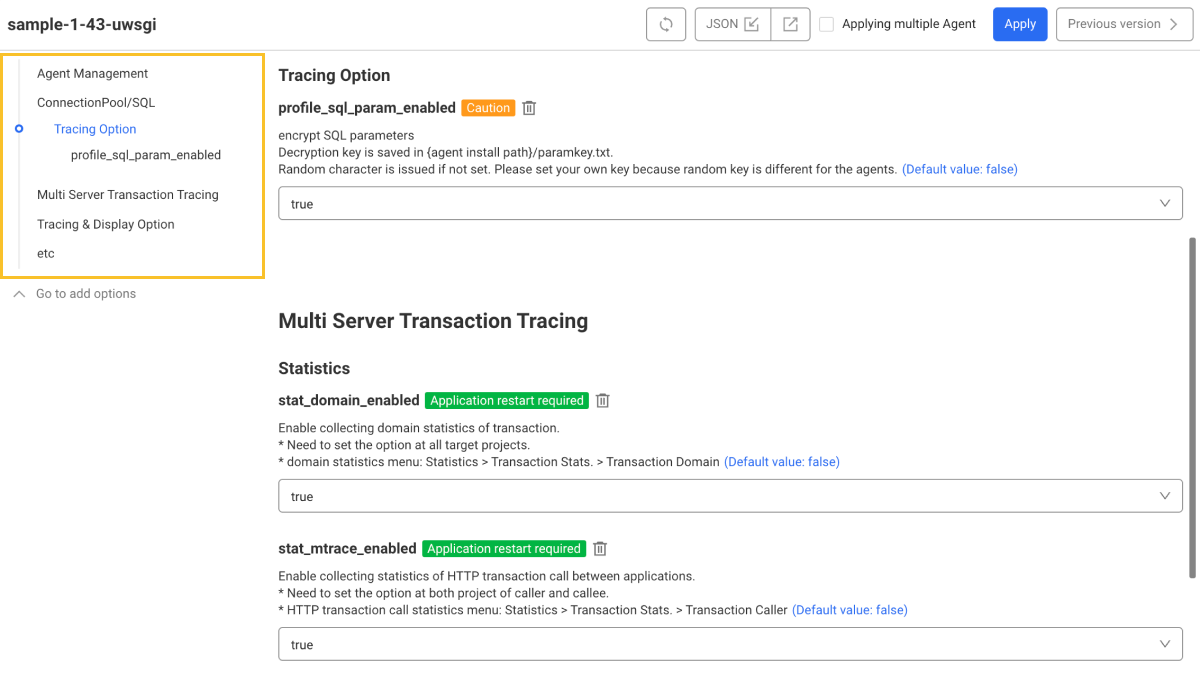 sample-1-43-uwsgi
JSON
Applying multiple Agent
Apply
Previous version
Agent Management
ConnectionPool/SQL
Tracing Option
profile_sql_param_enabled
Multi Server Transaction Tracing
Tracing & Display Option
etc
Go to add options
Tracing Option
profile_sql_param_enabled Caution
encrypt SQL parameters
Decryption key is saved in {agent install path}/paramkey.txt.
Random character is issued if not set. Please set your own key because random key is different for the agents. (Default value: false)
true
Multi Server Transaction Tracing
Statistics
stat_domain_enabled Application restart required
Enable collecting domain statistics of transaction.
* Need to set the option at all target projects.
* domain statistics menu: Statistics > Transaction Stats. > Transaction Domain (Default value: false)
true
stat_mtrace_enabled Application restart required
Enable collecting statistics of HTTP transaction call between applications.
* Need to set the option at both project of caller and callee.
* HTTP transaction call statistics menu: Statistics > Transaction Stats. > Transaction Caller (Default value: false)
true